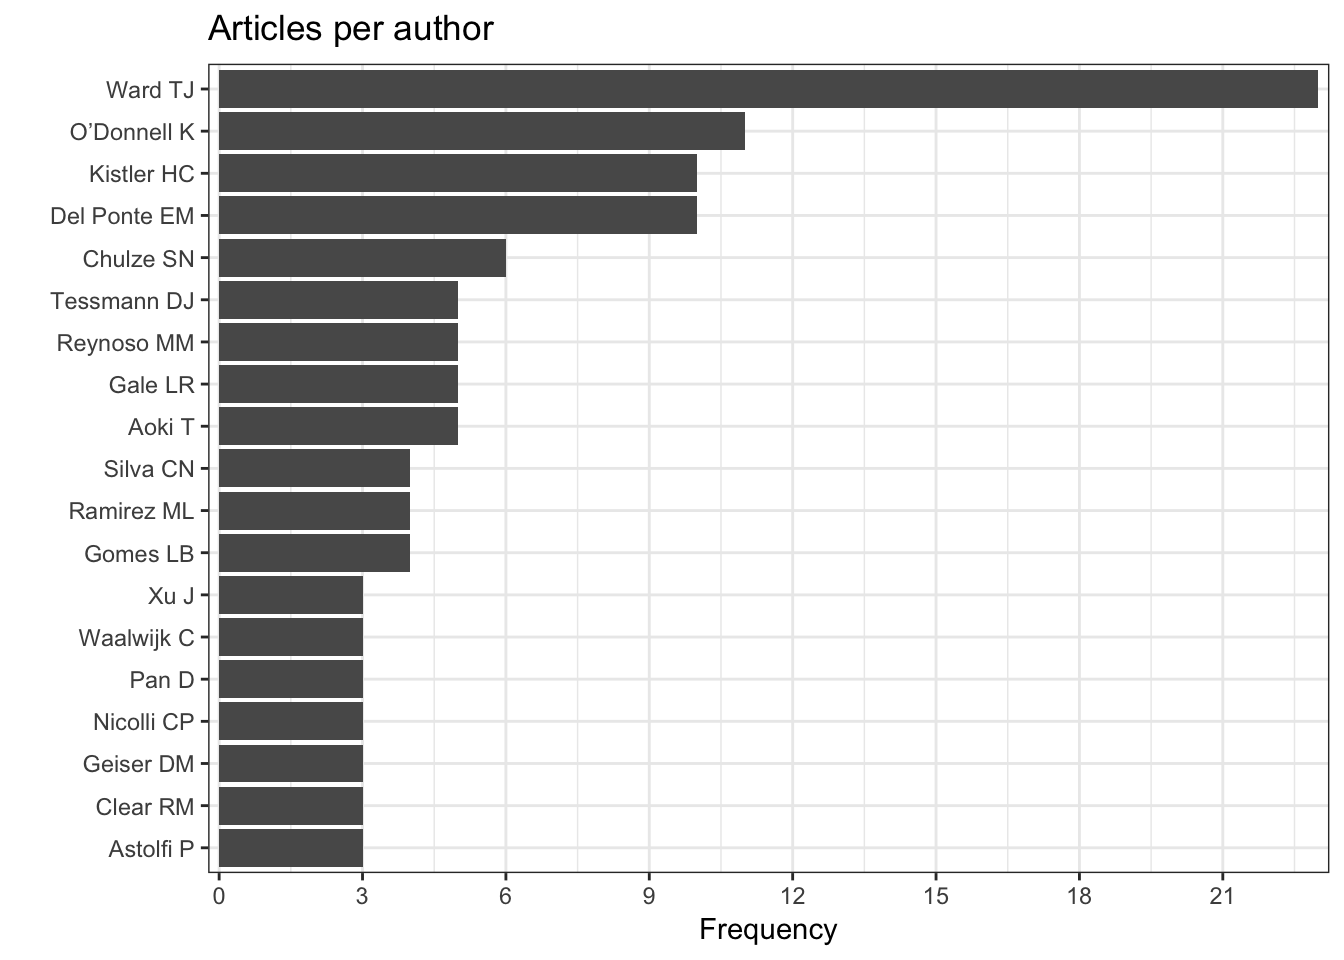 Articles per author
Ward TJ
O’Donnell K
Kistler HC
Del Ponte EM
Chulze SN
Tessmann DJ
Reynoso MM
Gale LR
Aoki T
Silva CN
Ramirez ML
Gomes LB
Xu J
Waalwijk C
Pan D
Nicolli CP
Geiser DM
Clear RM
Astolfi P
0 3 6 9 12 15 18 21
Frequency